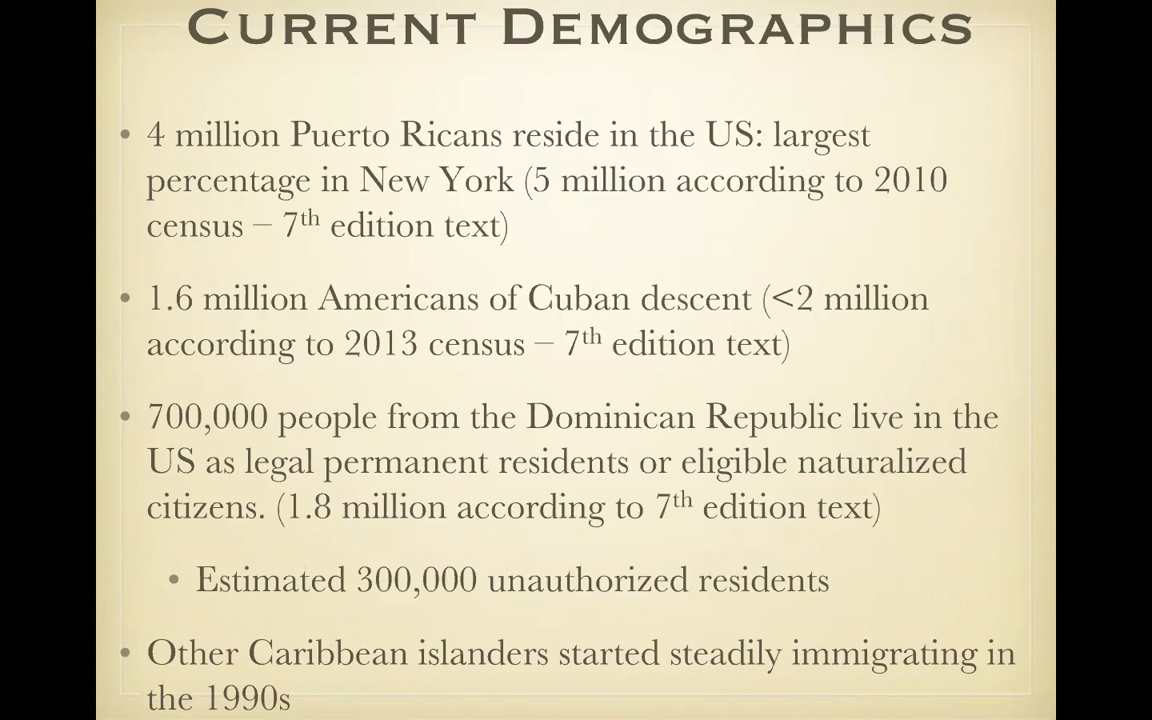 CURRENT DEMOGRAPHICS
• 4 million Puerto Ricans reside in the US: largest
percentage in New York (5 million according to 2010
census – 7th edition text)
• 1.6 million Americans of Cuban descent (<2 million
according to 2013 census – 7th edition text)
• 700,000 people from the Dominican Republic live in the
US as legal permanent residents or eligible naturalized
citizens. (1.8 million according to 7th edition text)
• Estimated 300,000 unauthorized residents
• Other Caribbean islanders started steadily immigrating in
the 1990s